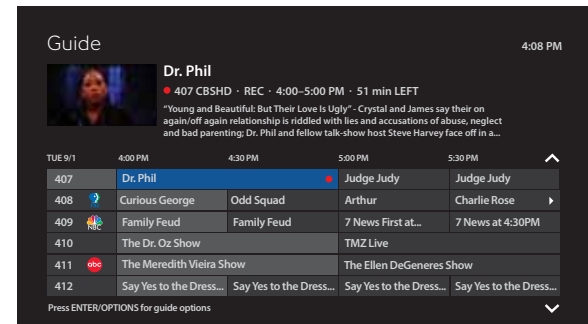 Guide
4:08 PM
Dr. Phil
407 CBSHD · REC · 4:00–5:00 PM · 51 min LEFT
“Young and Beautiful: But Their Love Is Ugly” - Crystal and James say their on
again/off again relationship is riddled with lies and accusations of abuse, neglect
and bad parenting; Dr. Phil and fellow talk-show host Steve Harvey face off in a...
TUE 9/1 4:00 PM 4:30 PM 5:00 PM 5:30 PM
407 Dr. Phil Judge Judy Judge Judy
408 Curious George Odd Squad Arthur Charlie Rose
409 NBC Family Feud Family Feud 7 News First at... 7 News at 4:30PM
410 The Dr. Oz Show TMZ Live
411 abc The Meredith Vieira Show The Ellen DeGeneres Show
412 Say Yes to the Dress... Say Yes to the Dress... Say Yes to the Dress... Say Yes to the Dress...
Press ENTER/OPTIONS for guide options